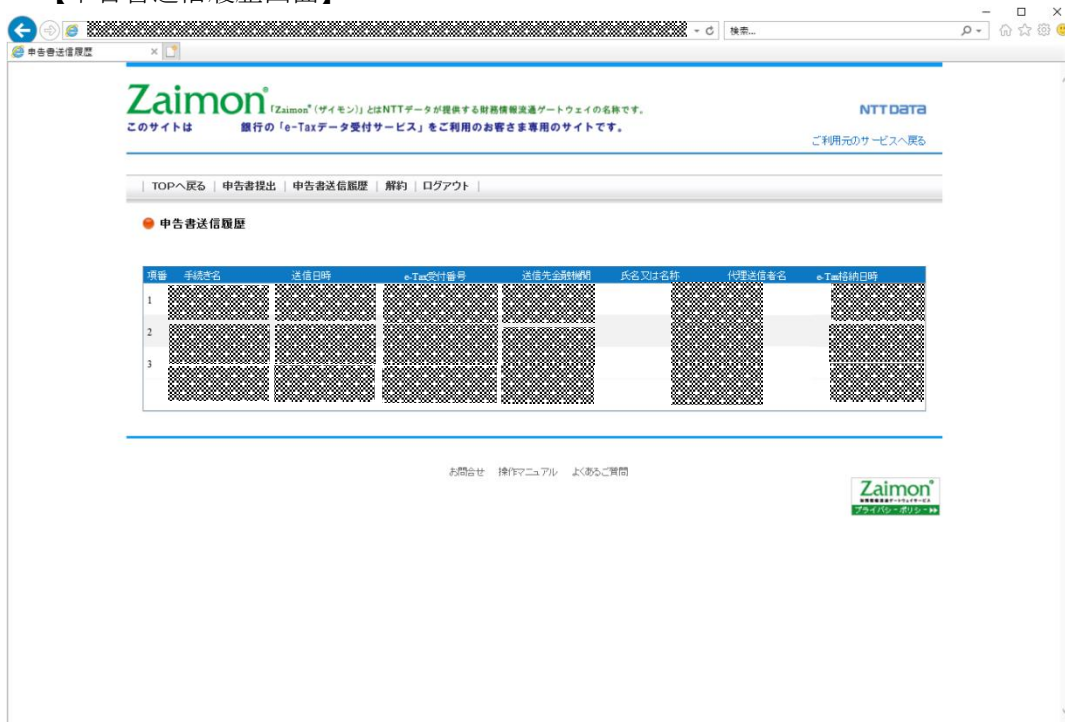 【申告書送信履歴画面】
検索...
申告書送信履歴
Zaimon® 「Zaimon®(ザイモン)」とはNTTデータが提供する財務情報流通ゲートウェイの名称です。
NTT DATA
このサイトは 銀行の「e-Taxデータ受付サービス」をご利用のお客さま専用のサイトです。
ご利用元のサービスへ戻る
| TOPへ戻る | 申告書提出 | 申告書送信履歴 | 解約 | ログアウト |
申告書送信履歴
項番 手続き名 送信日時 e-Tax受付番号 送信先金融機関 氏名又は名称 代理送信者名 e-Tax格納日時
1
2
3
お問合せ 操作マニュアル よくあるご質問
Zaimon®
プライバシーポリシー